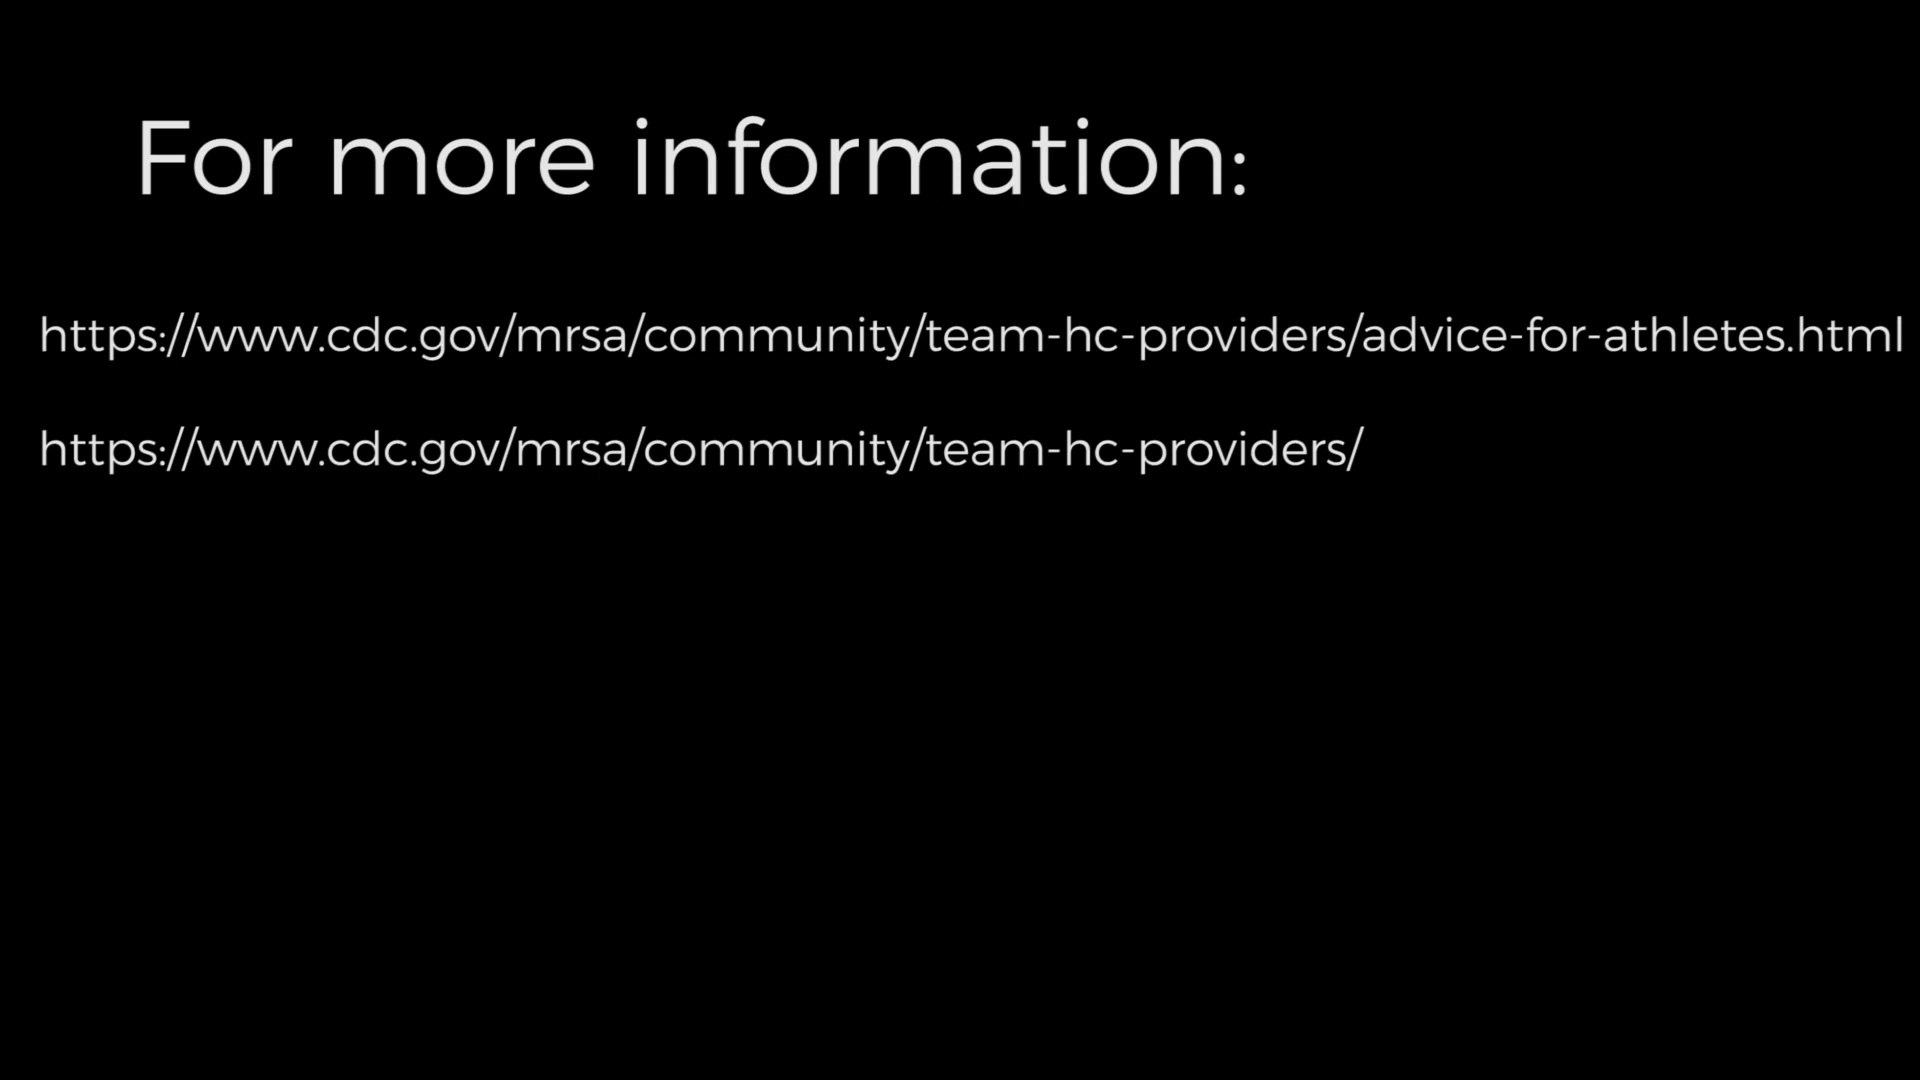 For more information:
https://www.cdc.gov/mrsa/community/team-hc-providers/advice-for-athletes.html
https://www.cdc.gov/mrsa/community/team-hc-providers/